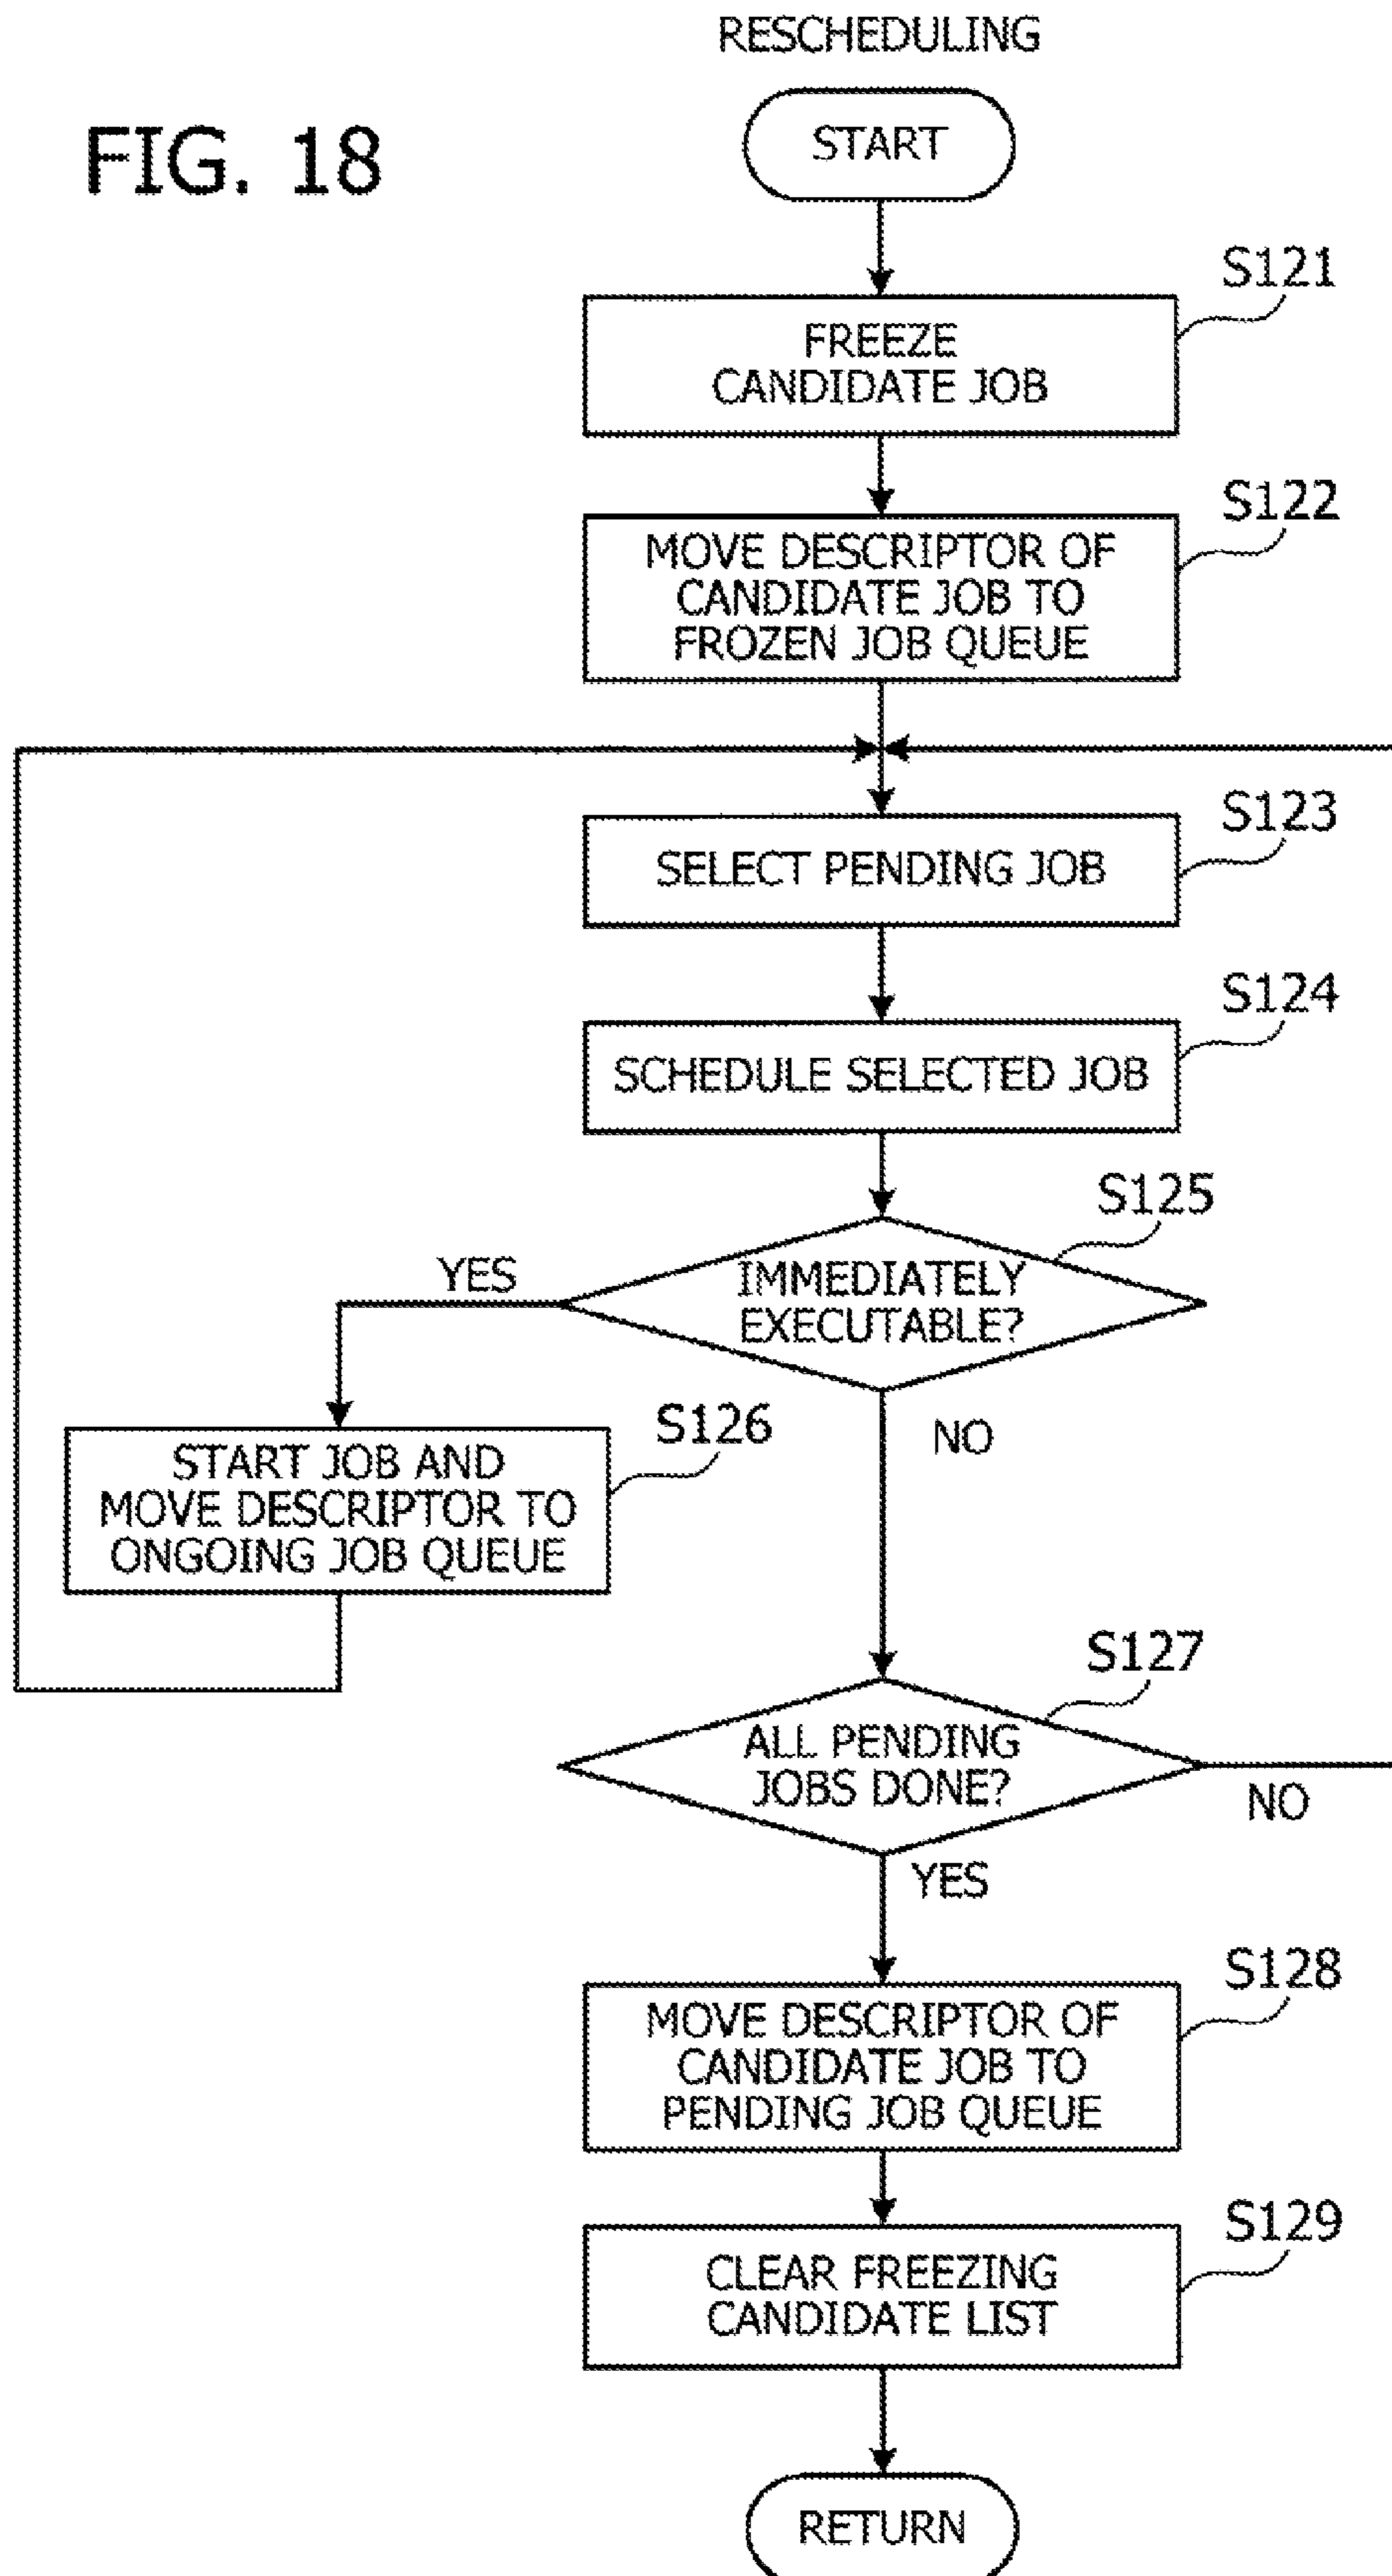 RESCHEDULING
FIG. 18
START
S121
FREEZE
CANDIDATE JOB
S122
MOVE DESCRIPTOR OF
CANDIDATE JOB TO
FROZEN JOB QUEUE
S123
SELECT PENDING JOB
S124
SCHEDULE SELECTED JOB
S125
IMMEDIATELY
EXECUTABLE?
YES
NO
S126
START JOB AND
MOVE DESCRIPTOR TO
ONGOING JOB QUEUE
S127
ALL PENDING
JOBS DONE?
NO
YES
S128
MOVE DESCRIPTOR OF
CANDIDATE JOB TO
PENDING JOB QUEUE
S129
CLEAR FREEZING
CANDIDATE LIST
RETURN